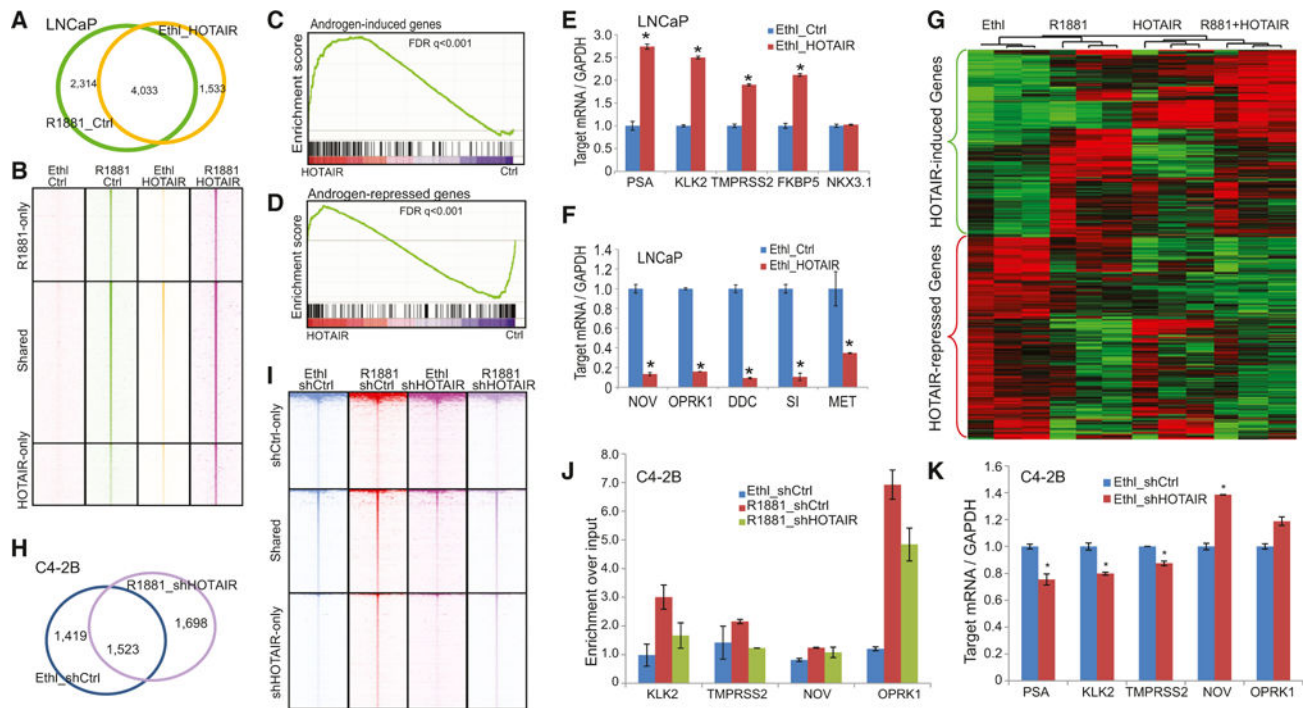 A
LNCaP
Ethl_HOTAIR
2,314
4,033
1,533
R1881_Ctrl
B
Ethl Ctrl
R1881 Ctrl
Ethl HOTAIR
R1881 HOTAIR
R1881-only
Shared
HOTAIR-only
C
Androgen-induced genes
FDR q<0.001
Enrichment score
HOTAIR
Ctrl
D
Androgen-repressed genes
FDR q<0.001
Enrichment score
HOTAIR
Ctrl
E
LNCaP
Ethl_Ctrl
Ethl_HOTAIR
Target mRNA / GAPDH
3.0
2.5
2.0
1.5
1.0
0.5
0
* * * *
PSA KLK2 TMPRSS2 FKBP5 NKX3.1
F
LNCaP
Ethl_Ctrl
Ethl_HOTAIR
Target mRNA / GAPDH
1.4
1.2
1.0
0.8
0.6
0.4
0.2
0
* * * * *
NOV OPRK1 DDC SI MET
G
Ethl R1881 HOTAIR R881+HOTAIR
HOTAIR-induced Genes
HOTAIR-repressed Genes
H
C4-2B
R1881_shHOTAIR
1,419
1,523
1,698
Ethl_shCtrl
I
Ethl shCtrl
R1881 shCtrl
Ethl shHOTAIR
R1881 shHOTAIR
shCtrl-only
Shared
shHOTAIR-only
J
C4-2B
Ethl_shCtrl
R1881_shCtrl
R1881_shHOTAIR
Enrichment over input
8.0
7.0
6.0
5.0
4.0
3.0
2.0
1.0
0
KLK2 TMPRSS2 NOV OPRK1
K
C4-2B
Ethl_shCtrl
Ethl_shHOTAIR
Target mRNA / GAPDH
1.6
1.4
1.2
1.0
0.8
0.6
0.4
0.2
0
* * * *
PSA KLK2 TMPRSS2 NOV OPRK1